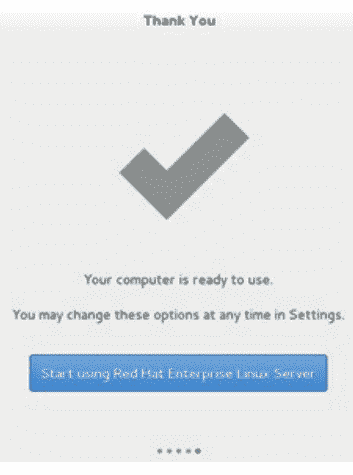 Thank You
Your computer is ready to use.
You may change these options at any time in Settings.
Start using Red Hat Enterprise Linux Server